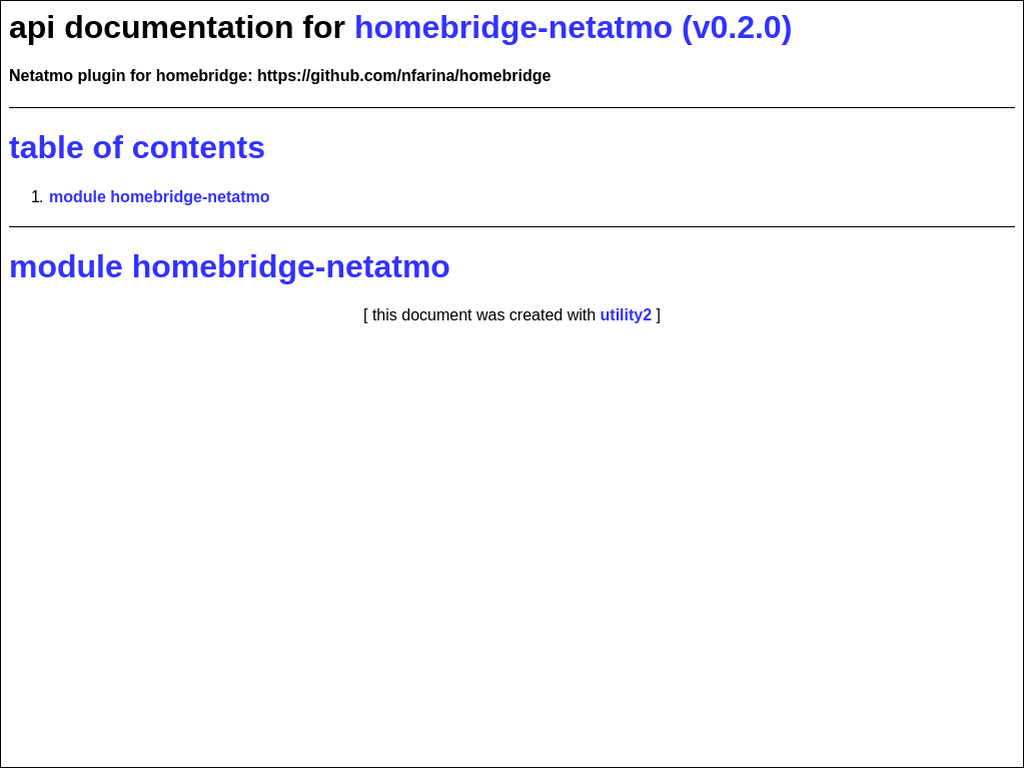 api documentation for homebridge-netatmo (v0.2.0)
Netatmo plugin for homebridge: https://github.com/nfarina/homebridge
table of contents
1. module homebridge-netatmo
module homebridge-netatmo
[ this document was created with utility2 ]